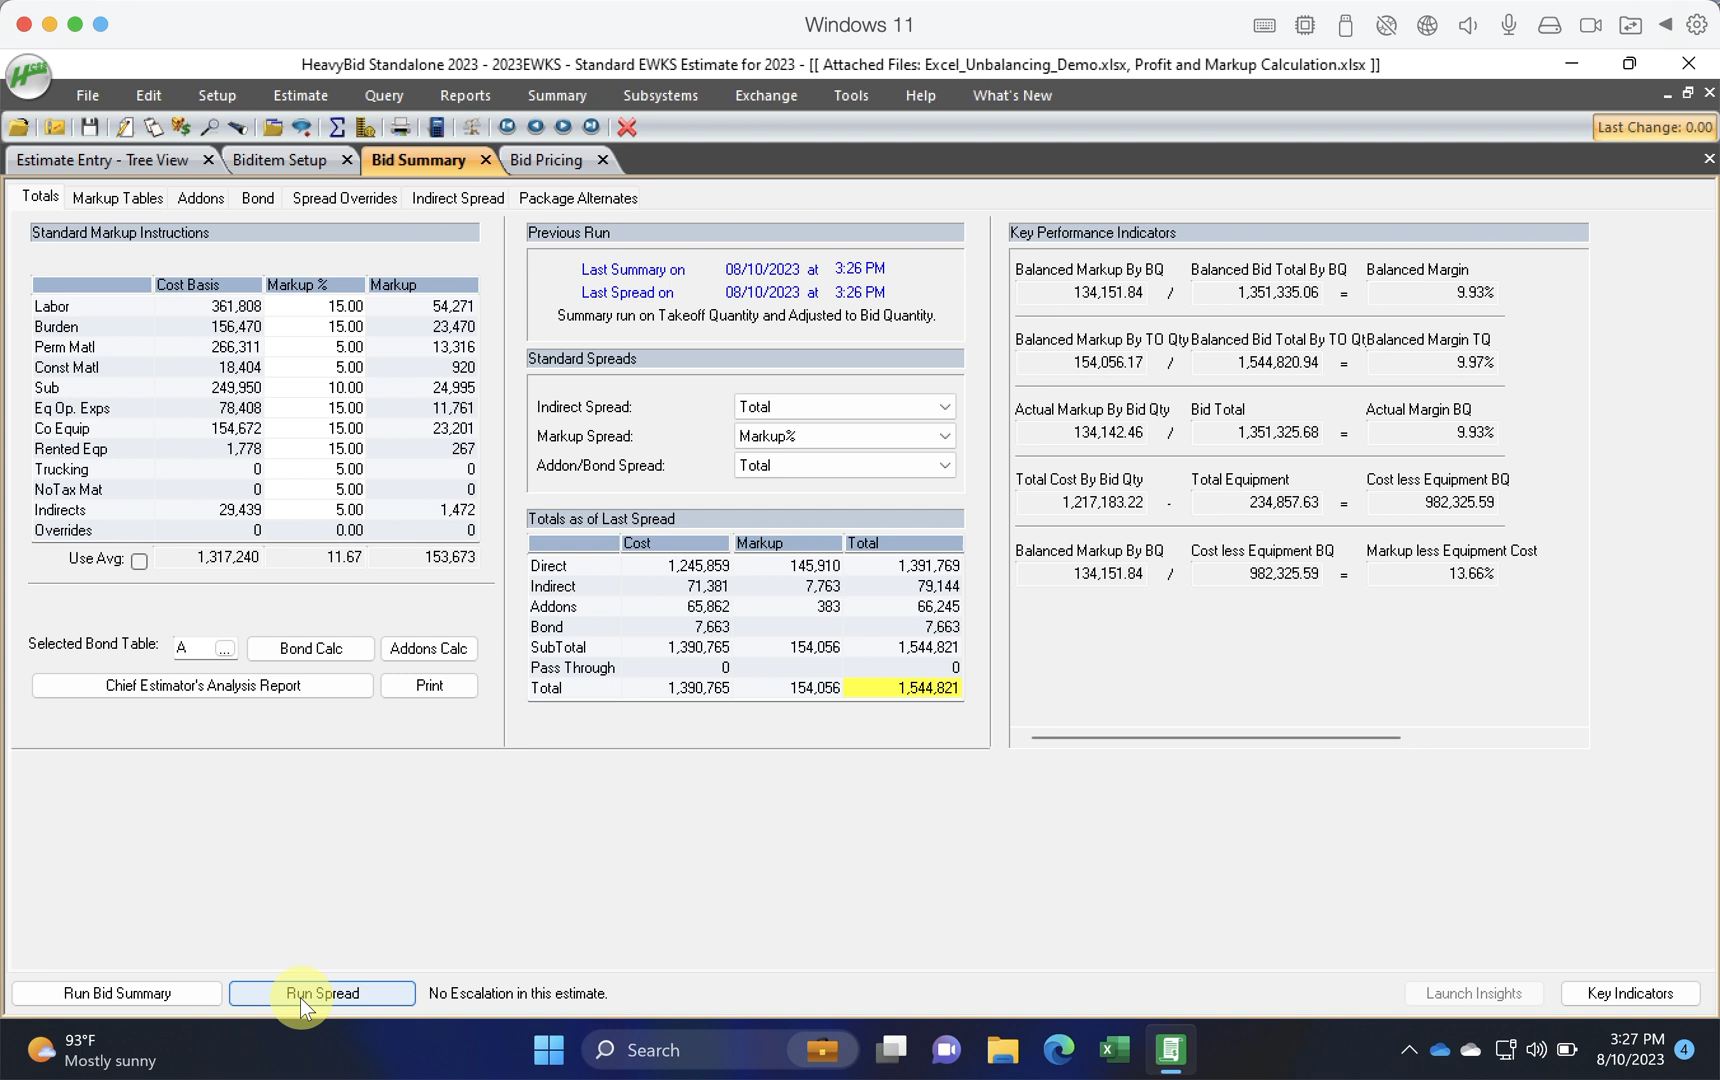 Windows 11
HCSS
HeavyBid Standalone 2023 - 2023EWKS - Standard EWKS Estimate for 2023 - [[ Attached Files: Excel_Unbalancing_Demo.xlsx, Profit and Markup Calculation.xlsx ]]
File Edit Setup Estimate Query Reports Summary Subsystems Exchange Tools Help What's New
Last Change: 0.00
Estimate Entry - Tree View Biditem Setup Bid Summary Bid Pricing
Totals Markup Tables Addons Bond Spread Overrides Indirect Spread Package Alternates
Standard Markup Instructions
Cost Basis Markup % Markup
Labor 361,808 15.00 54,271
Burden 156,470 15.00 23,470
Perm Matl 266,311 5.00 13,316
Const Matl 18,404 5.00 920
Sub 249,950 10.00 24,995
Eq Op. Exps 78,408 15.00 11,761
Co Equip 154,672 15.00 23,201
Rented Eqp 1,778 15.00 267
Trucking 0 5.00 0
NoTax Mat 0 5.00 0
Indirects 29,439 5.00 1,472
Overrides 0 0.00 0
Use Avg: 1,317,240 11.67 153,673
Selected Bond Table: A ... Bond Calc Addons Calc
Chief Estimator's Analysis Report Print
Previous Run
Last Summary on 08/10/2023 at 3:26 PM
Last Spread on 08/10/2023 at 3:26 PM
Summary run on Takeoff Quantity and Adjusted to Bid Quantity.
Standard Spreads
Indirect Spread: Total
Markup Spread: Markup%
Addon/Bond Spread: Total
Totals as of Last Spread
Cost Markup Total
Direct 1,245,859 145,910 1,391,769
Indirect 71,381 7,763 79,144
Addons 65,862 383 66,245
Bond 7,663 7,663
SubTotal 1,390,765 154,056 1,544,821
Pass Through 0 0
Total 1,390,765 154,056 1,544,821
Key Performance Indicators
Balanced Markup By BQ Balanced Bid Total By BQ Balanced Margin
134,151.84 / 1,351,335.06 = 9.93%
Balanced Markup By TO Qty Balanced Bid Total By TO Qt Balanced Margin TQ
154,056.17 / 1,544,820.94 = 9.97%
Actual Markup By Bid Qty Bid Total Actual Margin BQ
134,142.46 / 1,351,325.68 = 9.93%
Total Cost By Bid Qty Total Equipment Cost less Equipment BQ
1,217,183.22 - 234,857.63 = 982,325.59
Balanced Markup By BQ Cost less Equipment BQ Markup less Equipment Cost
134,151.84 / 982,325.59 = 13.66%
Run Bid Summary Run Spread No Escalation in this estimate. Launch Insights Key Indicators
93°F
Mostly sunny
Search
3:27 PM
8/10/2023 4